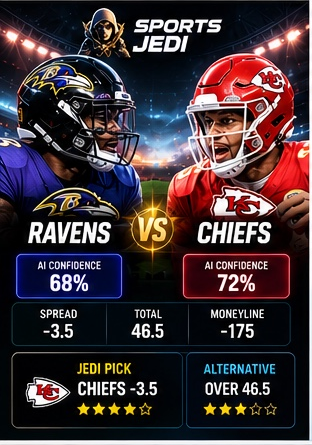 SPORTS
JEDI
RAVENS
VS
CHIEFS
AI CONFIDENCE
68%
AI CONFIDENCE
72%
SPREAD
-3.5
TOTAL
46.5
MONEYLINE
-175
JEDI PICK
CHIEFS -3.5
ALTERNATIVE
OVER 46.5